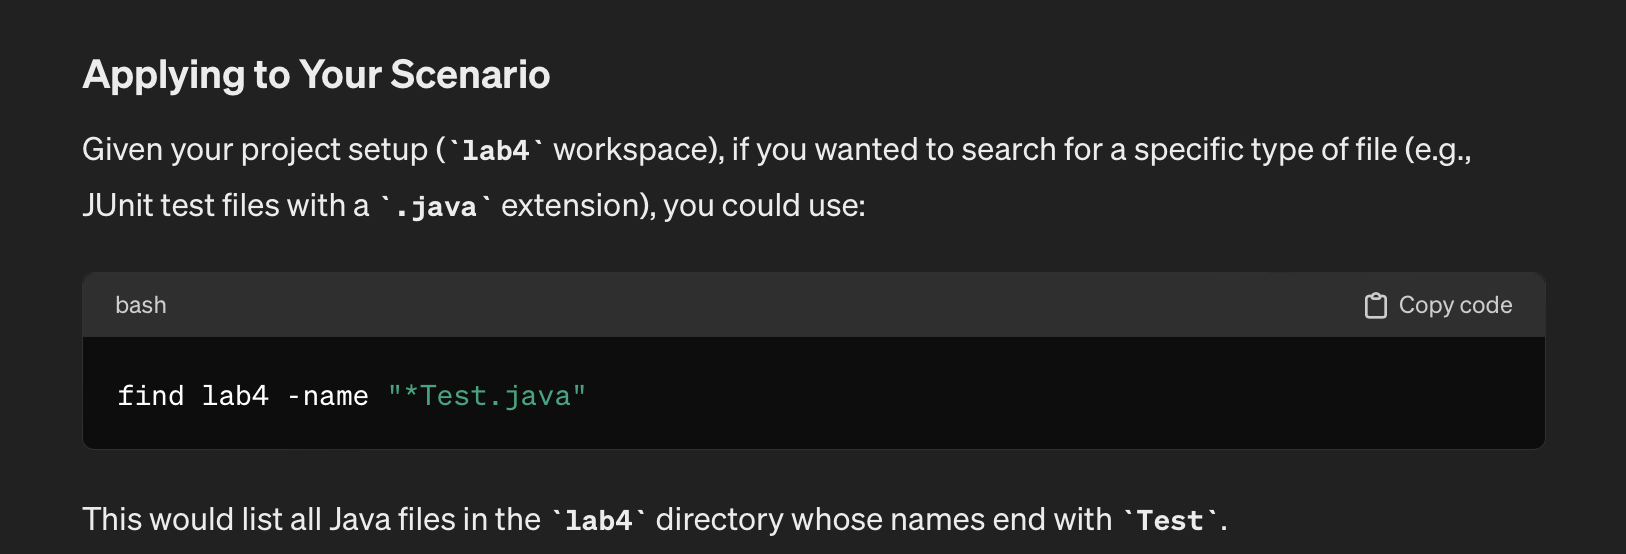 Applying to Your Scenario
Given your project setup (`lab4` workspace), if you wanted to search for a specific type of file (e.g.,
JUnit test files with a `.java` extension), you could use:
bash
Copy code
find lab4 -name "*Test.java"
This would list all Java files in the `lab4` directory whose names end with `Test`.